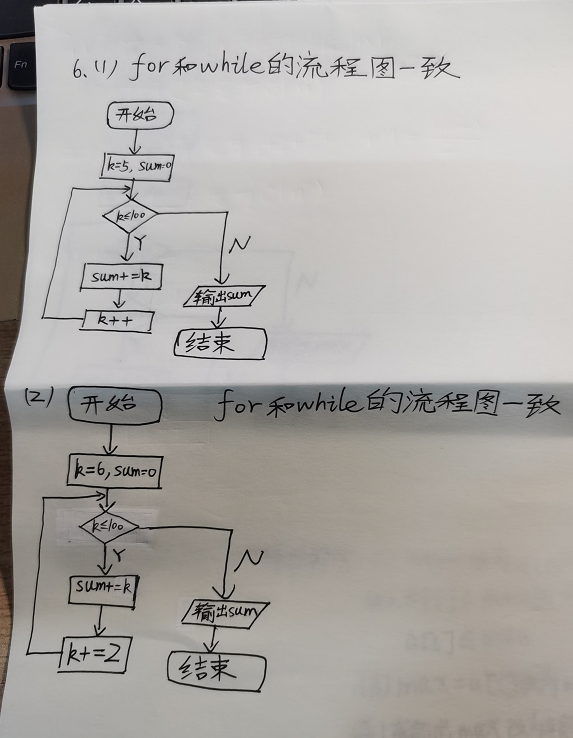 Fn
6、(1) for和while的流程图一致
开始
k=5, sum=0
k≤100
Y
N
sum+=k
k++
输出sum
结束
(2)
开始
for和while的流程图一致
k=6, sum=0
k≤100
Y
N
sum+=k
k+=2
输出sum
结束